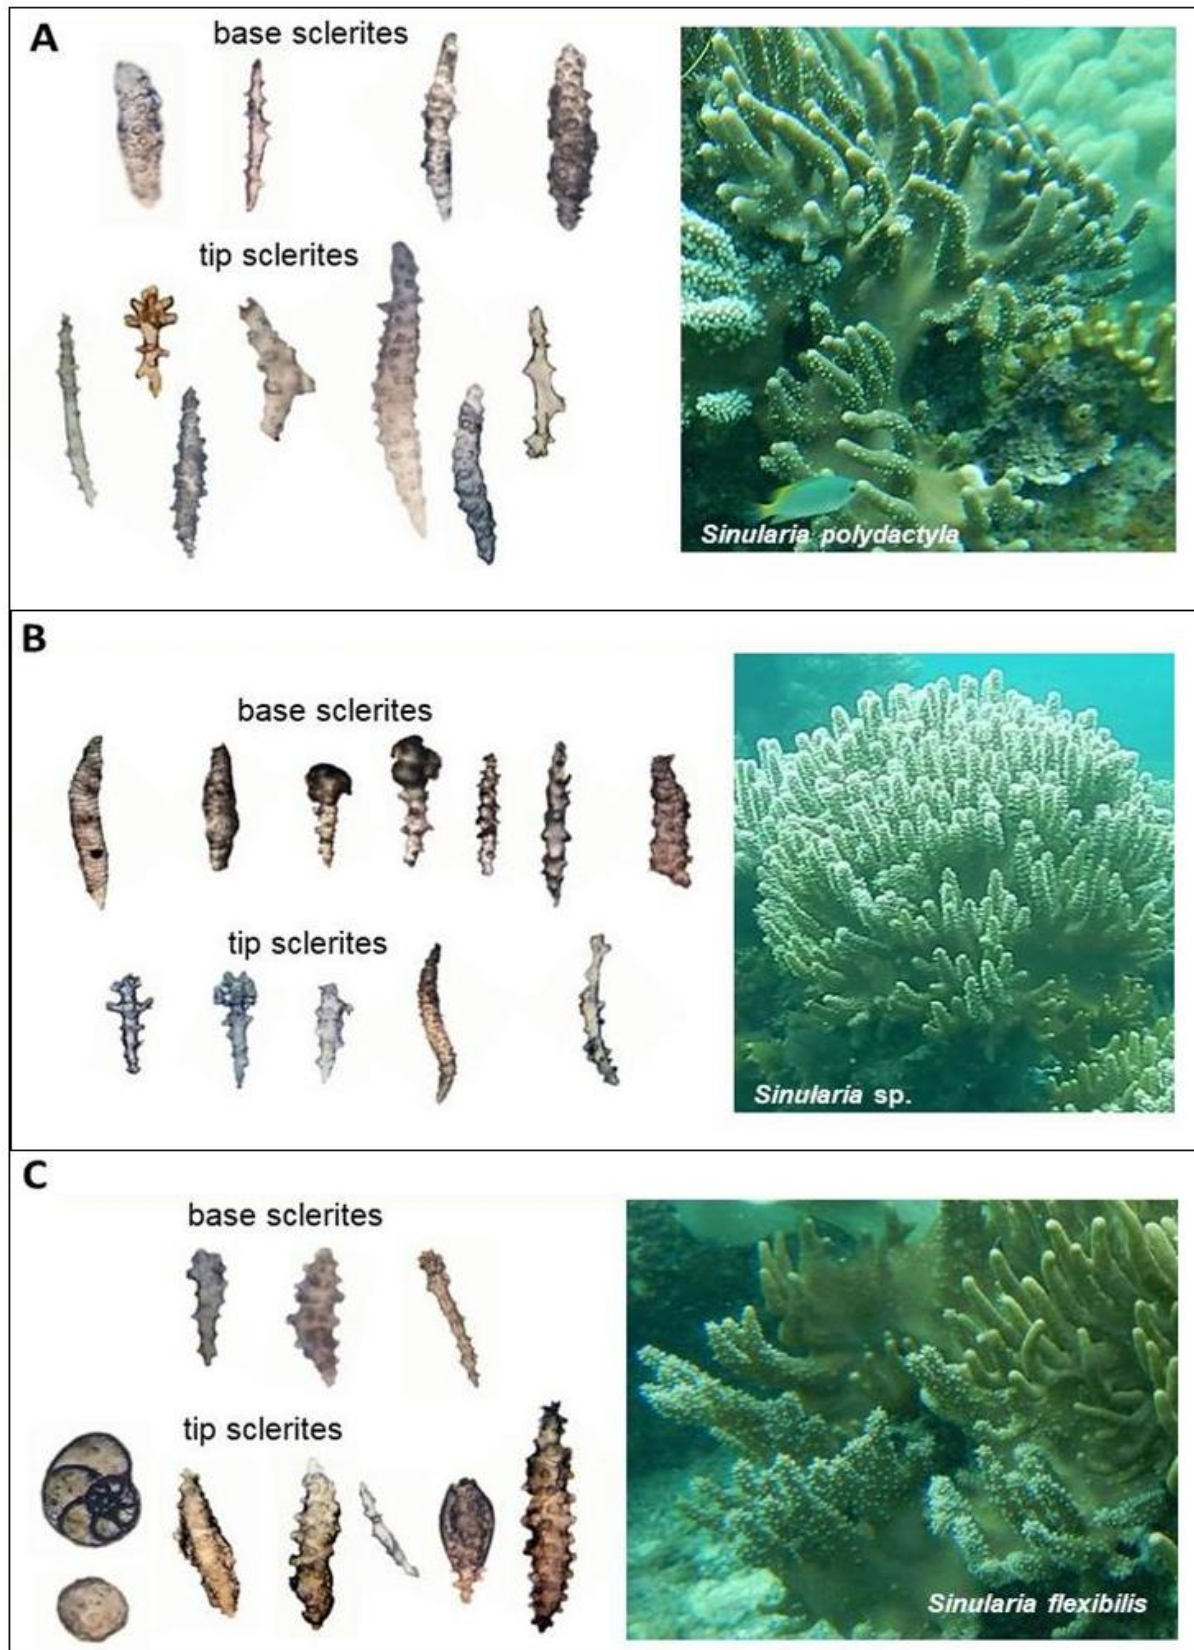 A
base sclerites
tip sclerites
Sinularia polydactyla
B
base sclerites
tip sclerites
Sinularia sp.
C
base sclerites
tip sclerites
Sinularia flexibilis